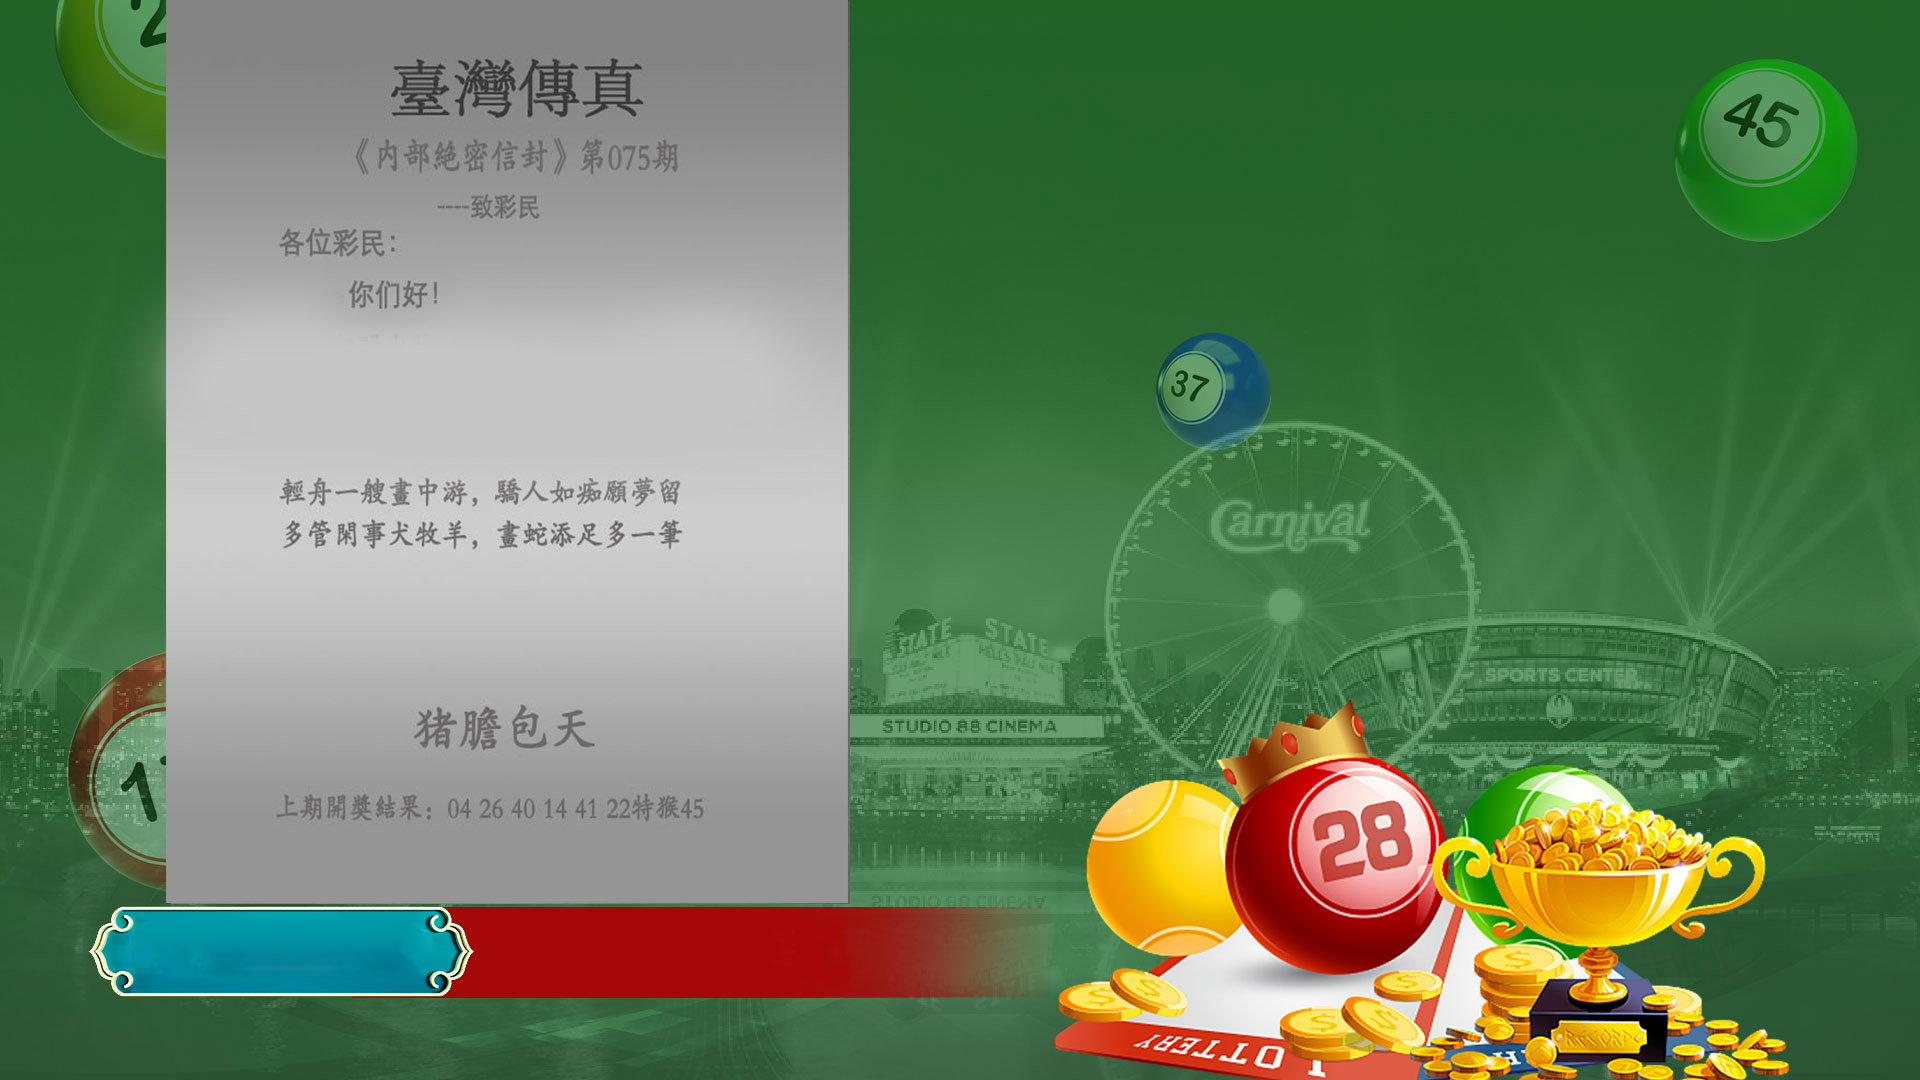 臺灣傳真
《内部絶密信封》第075期
----致彩民
各位彩民：
你们好！
輕舟一艘畫中游，驕人如痴願夢留
多管閑事犬牧羊，畫蛇添足多一筆
猪膽包天
上期開獎結果：04 26 40 14 41 22特猴45
45
37
Carnival
STATE STATE
SPORTS CENTER
STUDIO 88 CINEMA
28
LOTTERY
RECORD